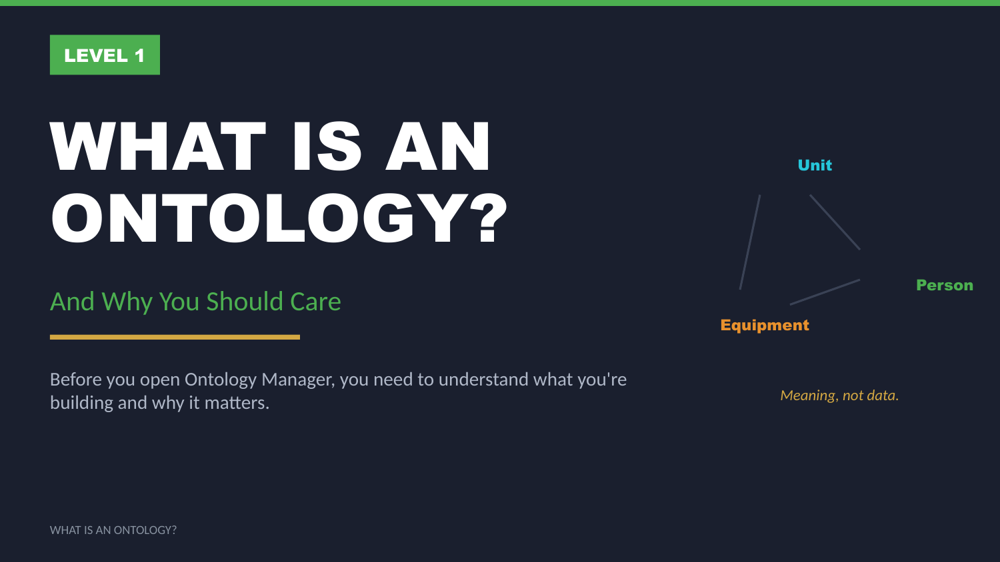 LEVEL 1
WHAT IS AN
ONTOLOGY?
And Why You Should Care
Before you open Ontology Manager, you need to understand what you're
building and why it matters.
Unit
Person
Equipment
Meaning, not data.
WHAT IS AN ONTOLOGY?